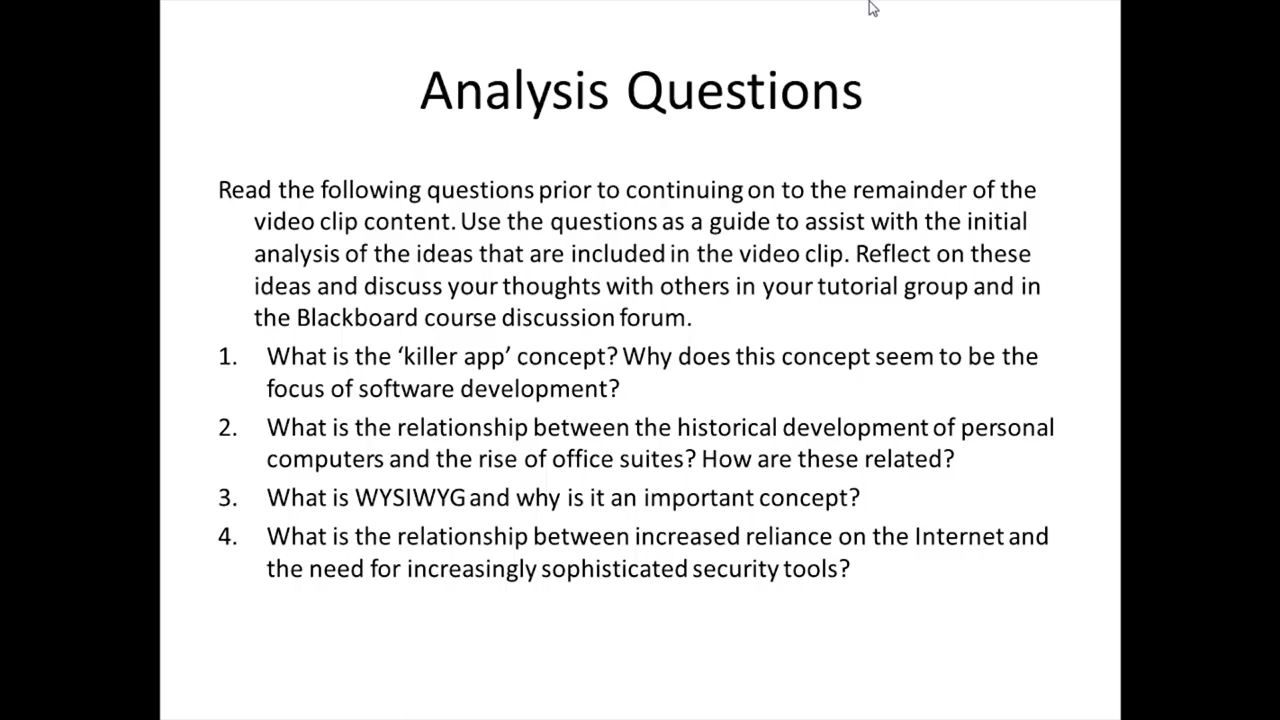 Analysis Questions
Read the following questions prior to continuing on to the remainder of the
video clip content. Use the questions as a guide to assist with the initial
analysis of the ideas that are included in the video clip. Reflect on these
ideas and discuss your thoughts with others in your tutorial group and in
the Blackboard course discussion forum.
1. What is the ‘killer app’ concept? Why does this concept seem to be the
focus of software development?
2. What is the relationship between the historical development of personal
computers and the rise of office suites? How are these related?
3. What is WYSIWYG and why is it an important concept?
4. What is the relationship between increased reliance on the Internet and
the need for increasingly sophisticated security tools?